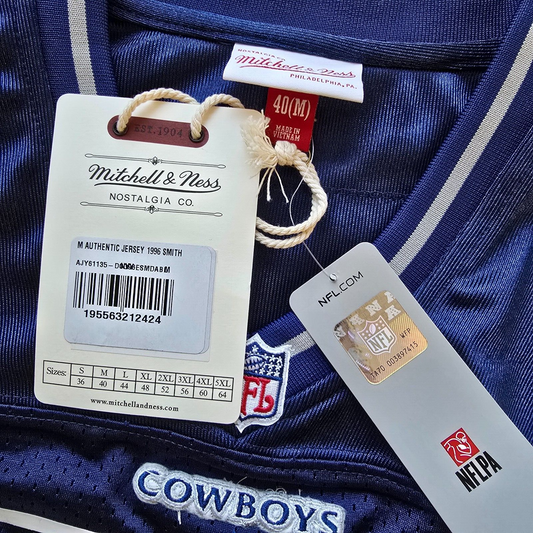 NOSTALGIA CO.
Mitchell & Ness
PHILADELPHIA, PA.
40(M)
MADE IN
VIETNAM
EST. 1904
Mitchell & Ness
NOSTALGIA CO.
M AUTHENTIC JERSEY 1996 SMITH
195563212424
Sizes: S M L XL 2XL 3XL 4XL 5XL
36 40 44 48 52 56 60 64
www.mitchellandness.com
NFL.COM
NFL
NFLPA
NFL
COWBOYS